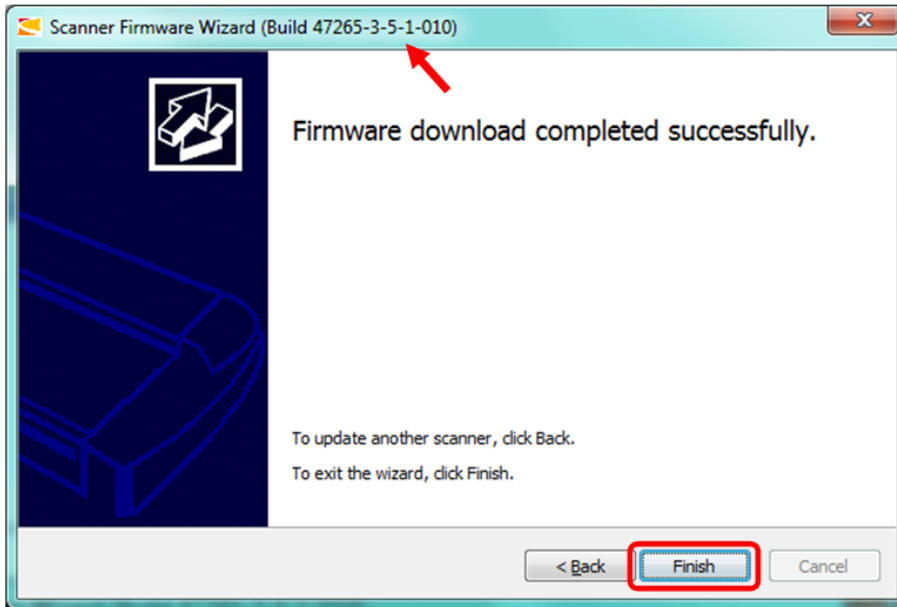 Scanner Firmware Wizard (Build 47265-3-5-1-010)
Firmware download completed successfully.
To update another scanner, click Back.
To exit the wizard, click Finish.
< Back Finish Cancel